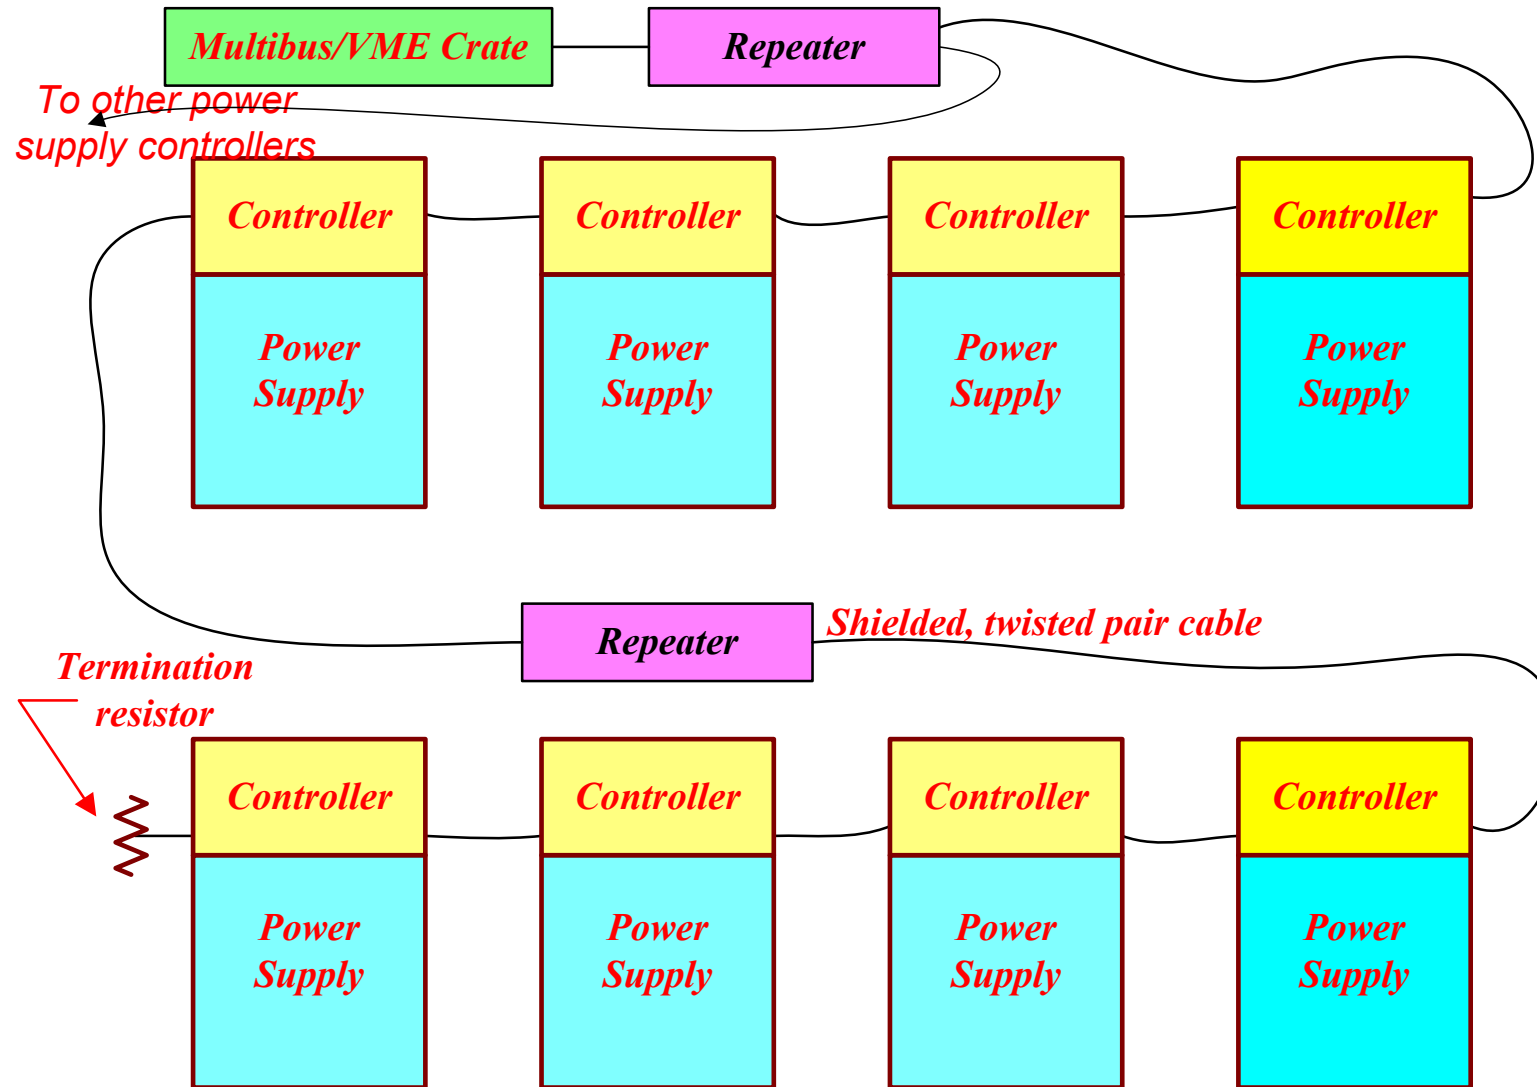 Multibus/VME Crate
Repeater
To other power
supply controllers
Controller
Controller
Controller
Controller
Power
Supply
Power
Supply
Power
Supply
Power
Supply
Repeater
Shielded, twisted pair cable
Termination
resistor
Controller
Controller
Controller
Controller
Power
Supply
Power
Supply
Power
Supply
Power
Supply